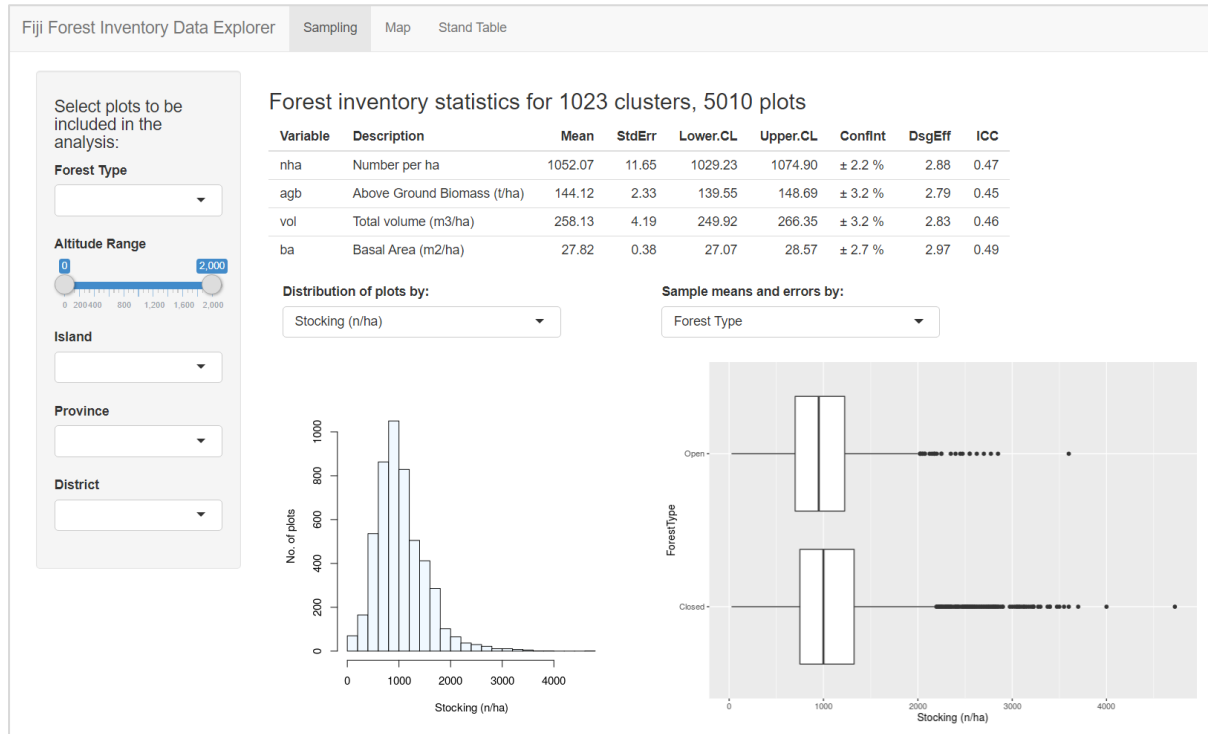 Fiji Forest Inventory Data Explorer Sampling Map Stand Table
Select plots to be
included in the
analysis:
Forest Type
Altitude Range
0 2,000
0 200400 800 1,200 1,600 2,000
Island
Province
District
Forest inventory statistics for 1023 clusters, 5010 plots
Variable Description Mean StdErr Lower.CL Upper.CL ConfInt DsgEff ICC
nha Number per ha 1052.07 11.65 1029.23 1074.90 ± 2.2 % 2.88 0.47
agb Above Ground Biomass (t/ha) 144.12 2.33 139.55 148.69 ± 3.2 % 2.79 0.45
vol Total volume (m3/ha) 258.13 4.19 249.92 266.35 ± 3.2 % 2.83 0.46
ba Basal Area (m2/ha) 27.82 0.38 27.07 28.57 ± 2.7 % 2.97 0.49
Distribution of plots by:
Stocking (n/ha)
Sample means and errors by:
Forest Type
No. of plots
1000
800
600
400
200
0
0 1000 2000 3000 4000
Stocking (n/ha)
ForestType
Open
Closed
0 1000 2000 3000 4000
Stocking (n/ha)